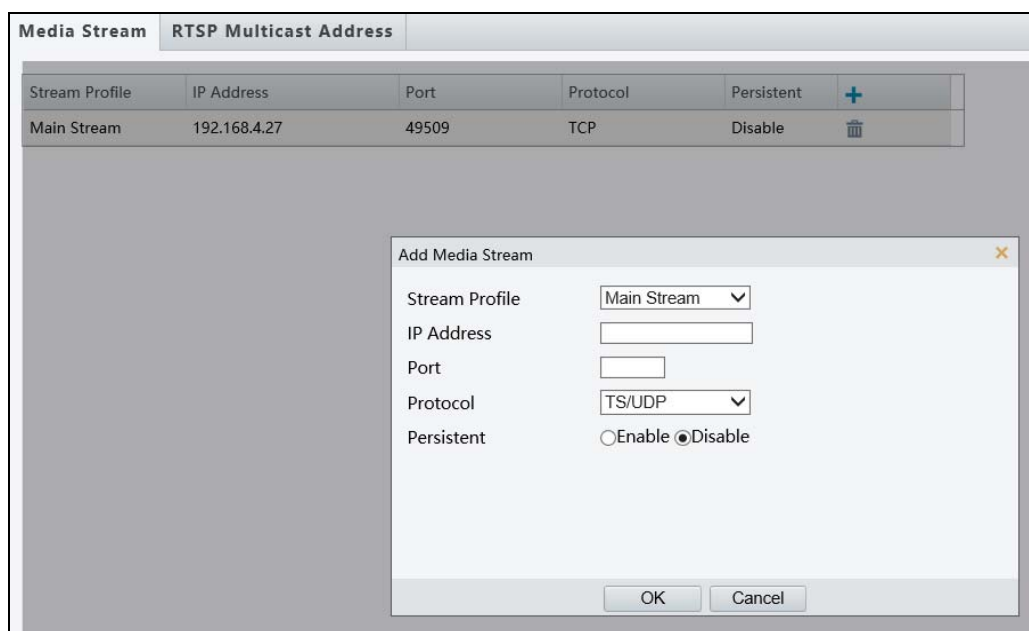 Media Stream RTSP Multicast Address
Stream Profile IP Address Port Protocol Persistent
Main Stream 192.168.4.27 49509 TCP Disable
Add Media Stream
Stream Profile Main Stream
IP Address
Port
Protocol TS/UDP
Persistent Enable Disable
OK Cancel